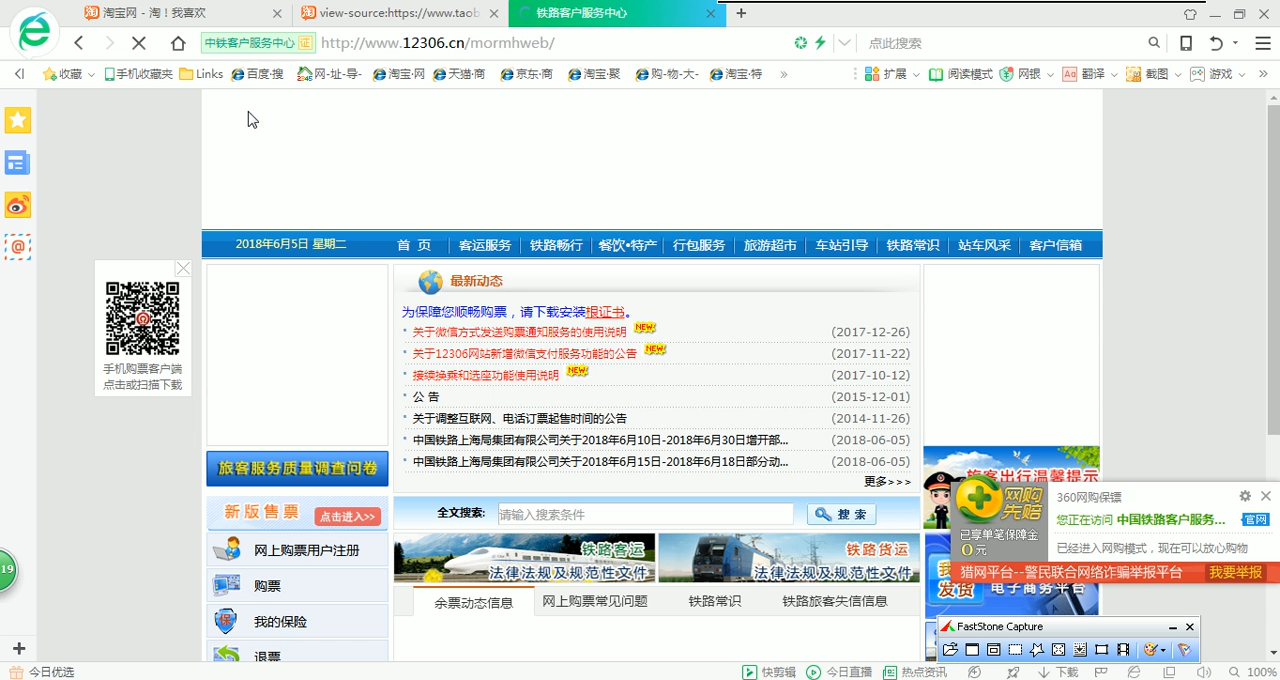 淘宝网 - 淘！我喜欢
view-source:https://www.taob
铁路客户服务中心
中铁客户服务中心 证
http://www.12306.cn/mormhweb/
点此搜索
收藏
手机收藏夹
Links
百度·搜
网·址·导·
淘宝·网
天猫·商
京东·商
淘宝·聚
购·物·大·
淘宝·特
扩展
阅读模式
网银
翻译
截图
游戏
2018年6月5日 星期二
首 页
客运服务
铁路畅行
餐饮•特产
行包服务
旅游超市
车站引导
铁路常识
站车风采
客户信箱
手机购票客户端
点击或扫描下载
最新动态
为保障您顺畅购票，请下载安装根证书。
关于微信方式发送购票通知服务的使用说明 NEW! (2017-12-26)
关于12306网站新增微信支付服务功能的公告 NEW! (2017-11-22)
接续换乘和选座功能使用说明 NEW! (2017-10-12)
公 告 (2015-12-01)
关于调整互联网、电话订票起售时间的公告 (2014-11-26)
中国铁路上海局集团有限公司关于2018年6月10日-2018年6月30日增开部... (2018-06-05)
中国铁路上海局集团有限公司关于2018年6月15日-2018年6月18日部分动... (2018-06-05)
更多>>>
旅客服务质量调查问卷
新版售票 点击进入>>
网上购票用户注册
购票
我的保险
退票
全文搜索:
请输入搜索条件
搜 索
铁路客运
法律法规及规范性文件
铁路货运
法律法规及规范性文件
余票动态信息
网上购票常见问题
铁路常识
铁路旅客失信信息
旅客出行温馨提示
我
发货
电子商务平台
网购
先赔
已享单笔保障金
0元
360网购保镖
您正在访问 中国铁路客户服务... 官网
已经进入网购模式，现在可以放心购物
猎网平台--警民联合网络诈骗举报平台 我要举报
FastStone Capture
19
今日优选
快剪辑
今日直播
热点资讯
下载
100%